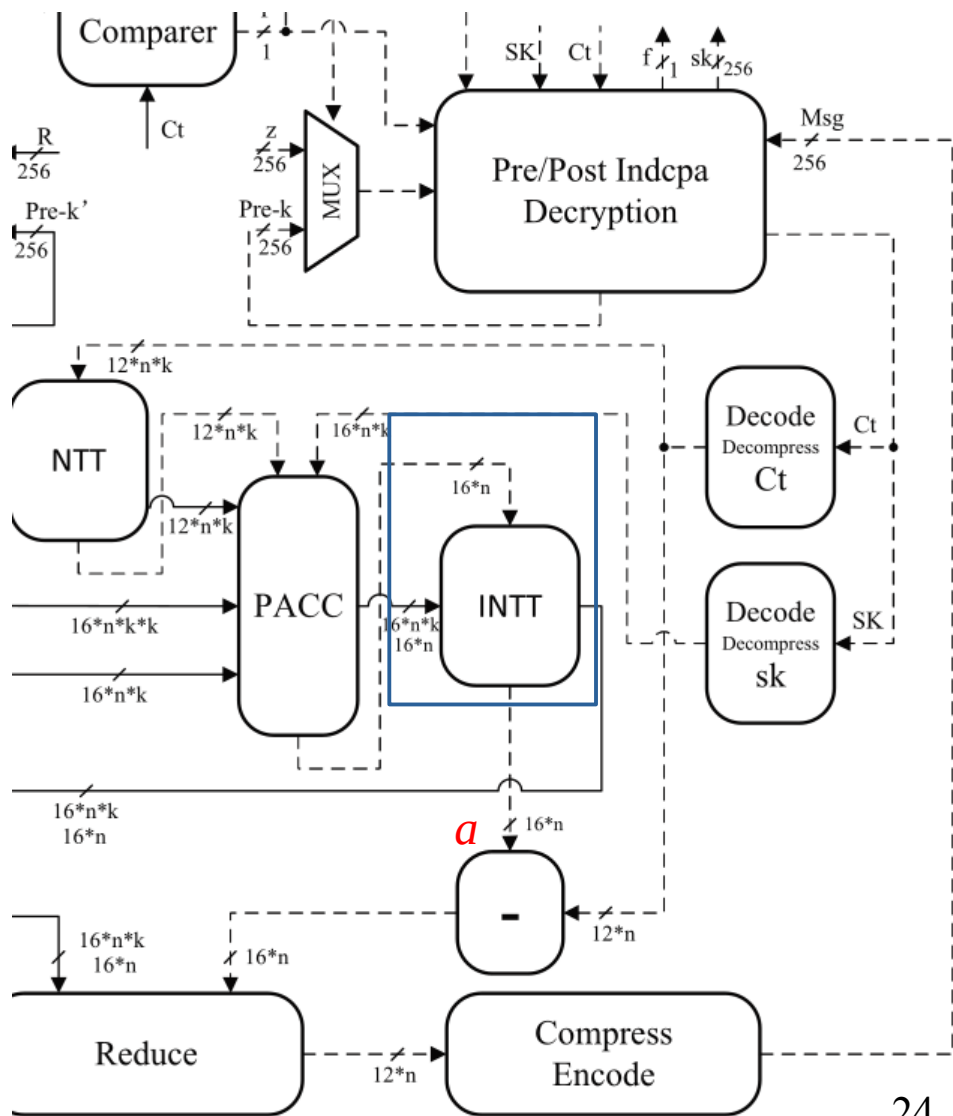 Comparer
1
SK
Ct
f
1
sk
256
Ct
R
256
z
256
MUX
Pre-k
256
Pre-k’
256
Pre/Post Indcpa
Decryption
Msg
256
12*n*k
NTT
12*n*k
16*n*k
16*n
12*n*k
Decode
Decompress
Ct
Ct
PACC
16*n*k
16*n
INTT
16*n*k*k
16*n*k
Decode
Decompress
sk
SK
16*n*k
16*n
a
16*n
-
12*n
16*n*k
16*n
16*n
Reduce
12*n
Compress
Encode
24